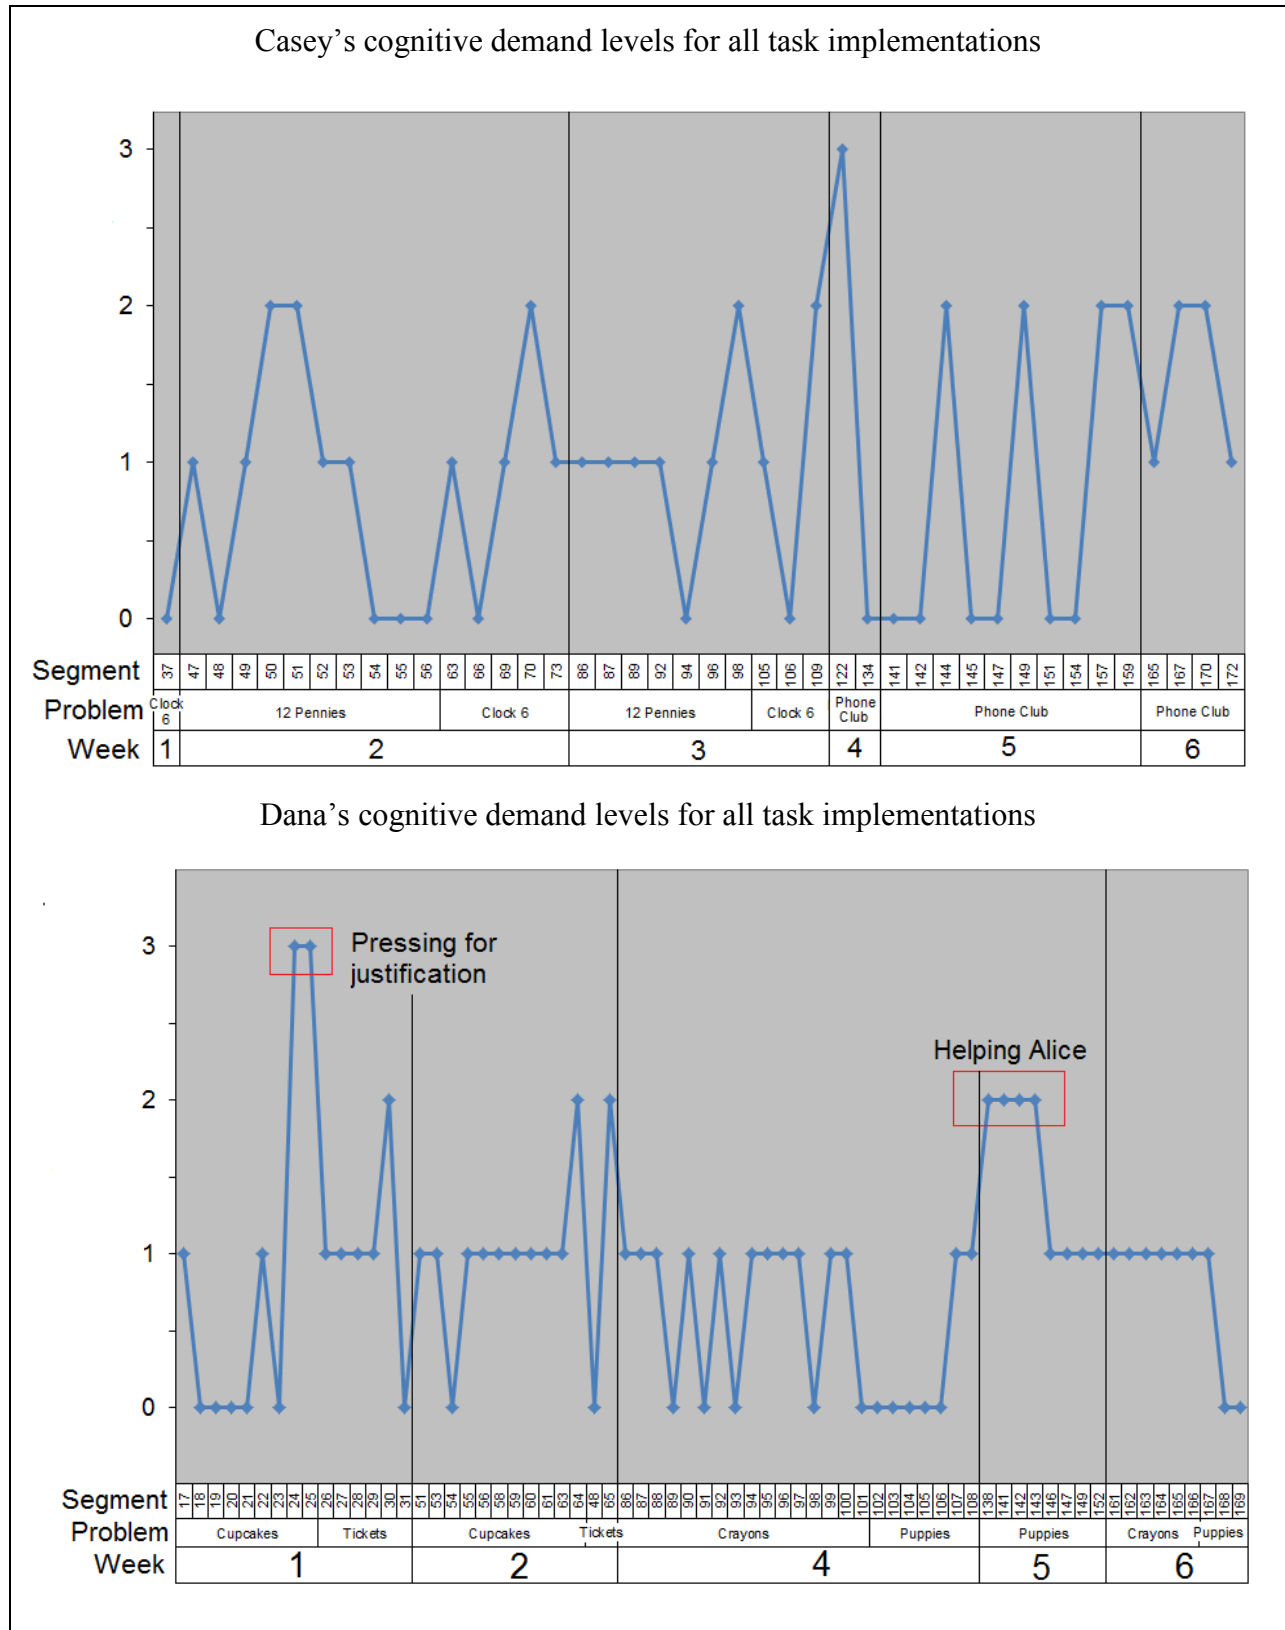 Casey's cognitive demand levels for all task implementations
3
2
1
0
Segment 37 47 48 49 50 51 52 53 54 55 56 63 66 69 70 73 86 87 89 92 94 96 98 105 106 109 122 134 141 142 144 145 147 149 151 154 157 159 165 167 170 172
Problem Clock 6 12 Pennies Clock 6 12 Pennies Clock 6 Phone Club Phone Club Phone Club
Week 1 2 3 4 5 6
Dana's cognitive demand levels for all task implementations
3
Pressing for
justification
Helping Alice
2
1
0
Segment 17 18 19 20 21 22 23 24 25 26 27 28 29 30 31 51 53 54 55 56 58 59 60 61 63 64 48 65 86 87 88 89 90 91 92 93 94 95 96 97 98 99 100 101 102 103 104 105 106 107 108 138 141 142 143 146 147 149 152 161 162 163 164 165 166 167 168 169
Problem Cupcakes Tickets Cupcakes Tickets Crayons Puppies Puppies Crayons Puppies
Week 1 2 4 5 6